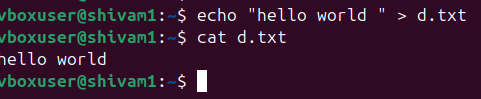 vboxuser@shivam1:~$ echo "hello world " > d.txt
vboxuser@shivam1:~$ cat d.txt
hello world
vboxuser@shivam1:~$